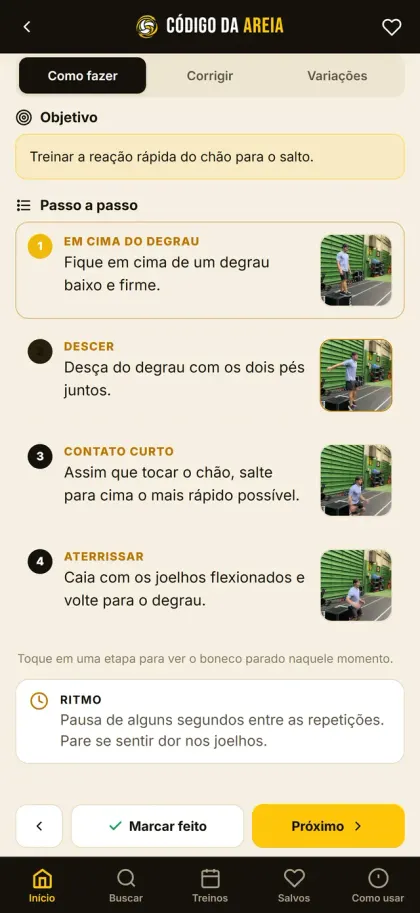 CÓDIGO DA AREIA
Como fazer
Corrigir
Variações
Objetivo
Treinar a reação rápida do chão para o salto.
Passo a passo
1
EM CIMA DO DEGRAU
Fique em cima de um degrau
baixo e firme.
2
DESCER
Desça do degrau com os dois pés
juntos.
3
CONTATO CURTO
Assim que tocar o chão, salte
para cima o mais rápido possível.
4
ATERRISSAR
Caia com os joelhos flexionados e
volte para o degrau.
Toque em uma etapa para ver o boneco parado naquele momento.
RITMO
Pausa de alguns segundos entre as repetições.
Pare se sentir dor nos joelhos.
Marcar feito
Próximo
Início
Buscar
Treinos
Salvos
Como usar